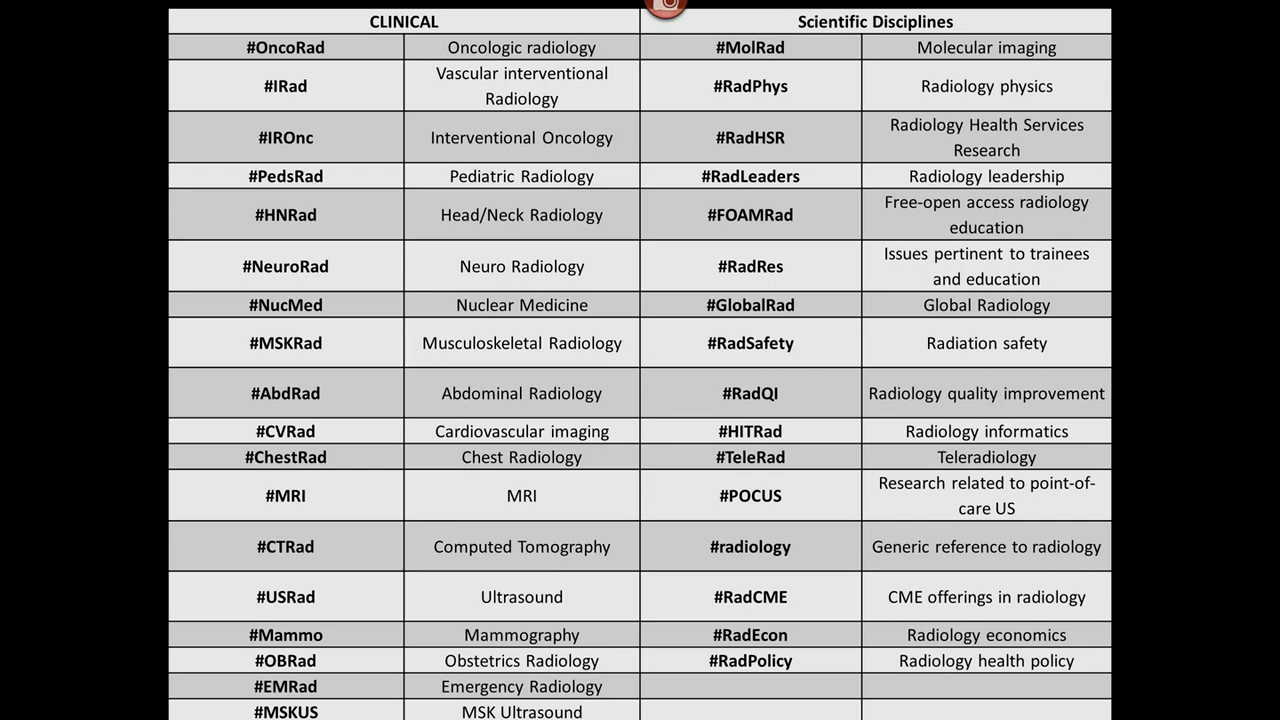 CLINICAL Scientific Disciplines
#OncoRad Oncologic radiology #MolRad Molecular imaging
#IRad Vascular interventional Radiology #RadPhys Radiology physics
#IROnc Interventional Oncology #RadHSR Radiology Health Services Research
#PedsRad Pediatric Radiology #RadLeaders Radiology leadership
#HNRad Head/Neck Radiology #FOAMRad Free-open access radiology education
#NeuroRad Neuro Radiology #RadRes Issues pertinent to trainees and education
#NucMed Nuclear Medicine #GlobalRad Global Radiology
#MSKRad Musculoskeletal Radiology #RadSafety Radiation safety
#AbdRad Abdominal Radiology #RadQI Radiology quality improvement
#CVRad Cardiovascular imaging #HITRad Radiology informatics
#ChestRad Chest Radiology #TeleRad Teleradiology
#MRI MRI #POCUS Research related to point-of-care US
#CTRad Computed Tomography #radiology Generic reference to radiology
#USRad Ultrasound #RadCME CME offerings in radiology
#Mammo Mammography #RadEcon Radiology economics
#OBRad Obstetrics Radiology #RadPolicy Radiology health policy
#EMRad Emergency Radiology
#MSKUS MSK Ultrasound